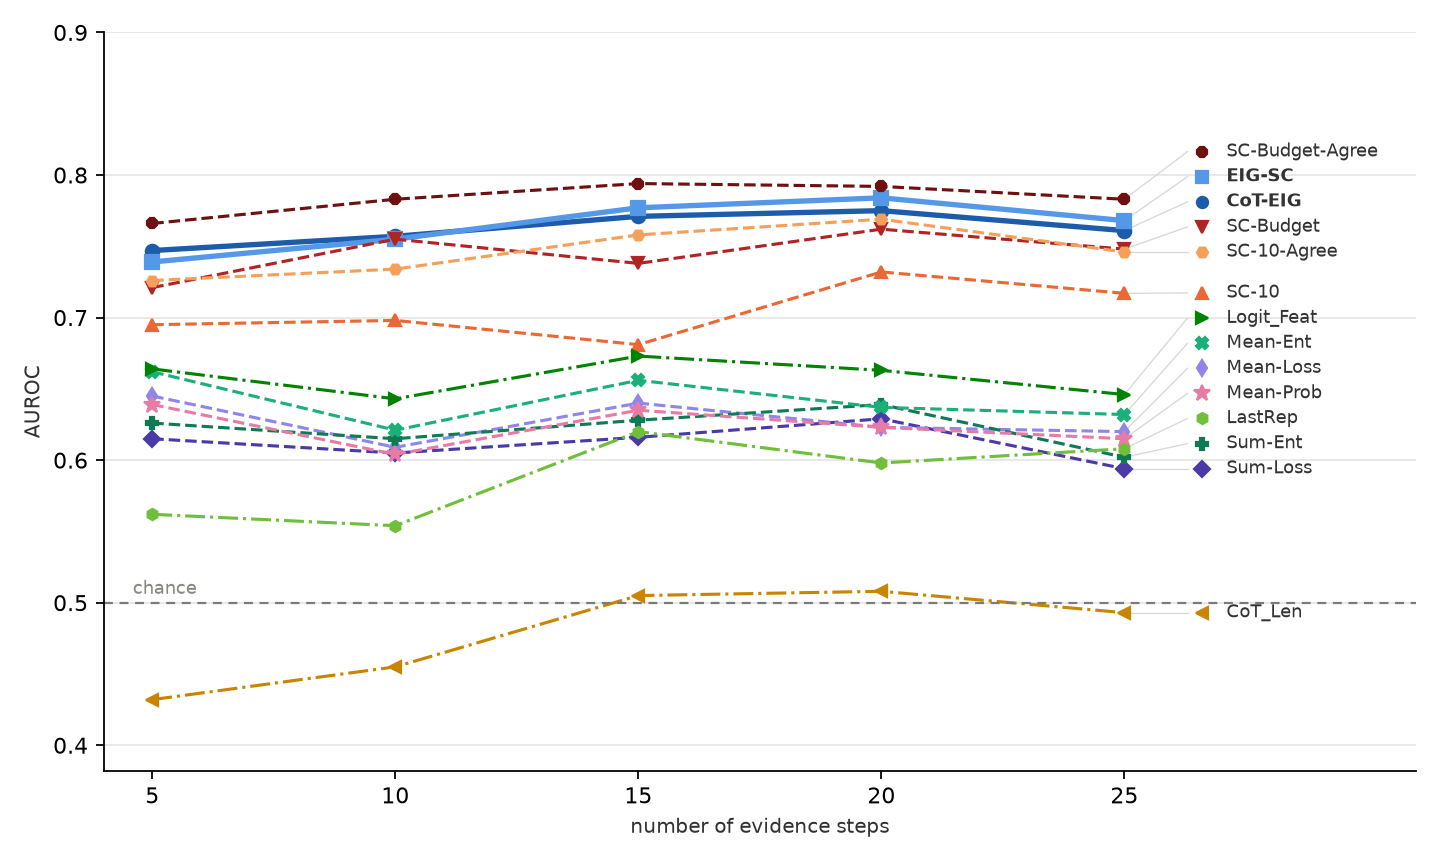 0.9
0.8
0.7
0.6
0.5
0.4
AUROC
chance
5
10
15
20
25
number of evidence steps
SC-Budget-Agree
EIG-SC
CoT-EIG
SC-Budget
SC-10-Agree
SC-10
Logit_Feat
Mean-Ent
Mean-Loss
Mean-Prob
LastRep
Sum-Ent
Sum-Loss
CoT_Len